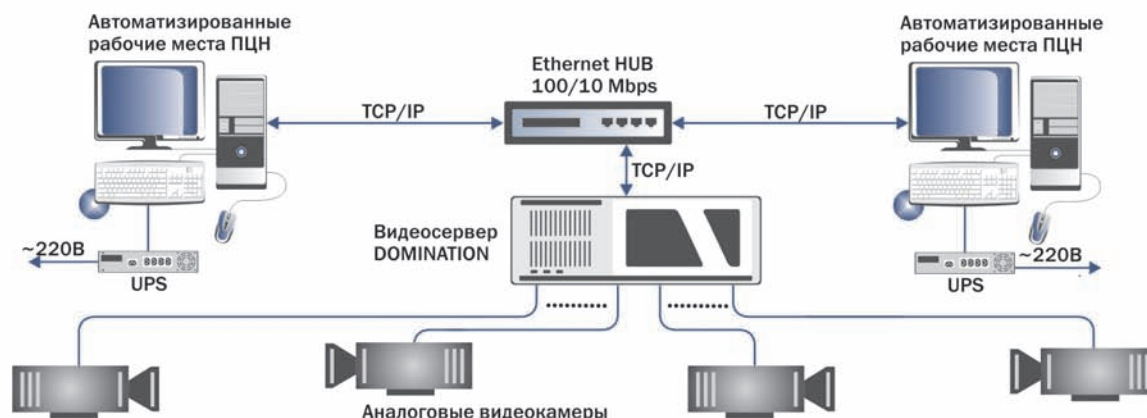 Автоматизированные
рабочие места ПЦН
Автоматизированные
рабочие места ПЦН
Ethernet HUB
100/10 Mbps
TCP/IP
TCP/IP
TCP/IP
Видеосервер
DOMINATION
~220В
UPS
~220В
UPS
Аналоговые видеокамеры